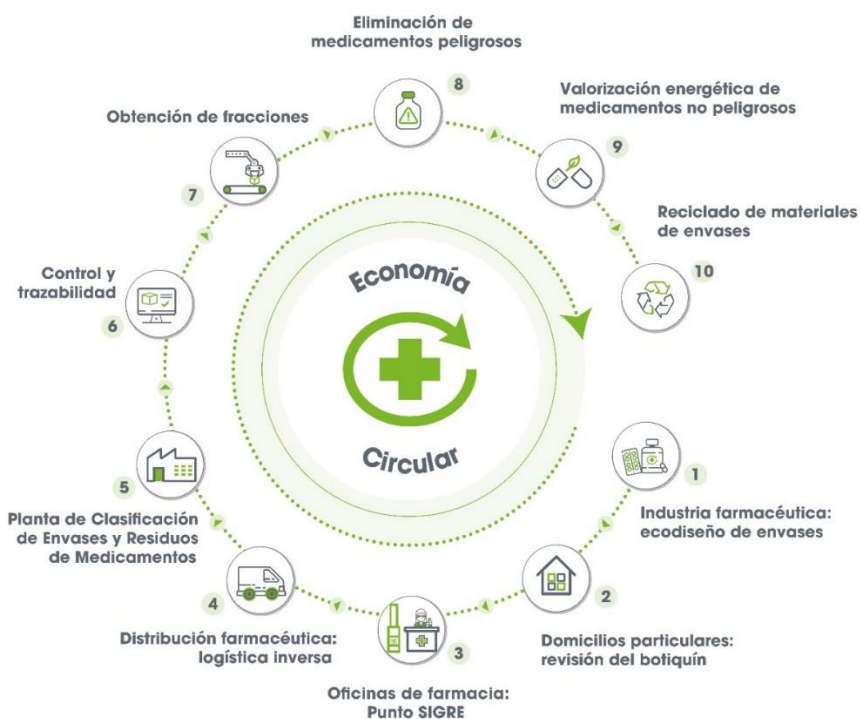 Eliminación de
medicamentos peligrosos
8
Valorización energética de
medicamentos no peligrosos
9
Obtención de fracciones
7
Reciclado de materiales
de envases
10
Control y
trazabilidad
6
Economía
Circular
5
Planta de Clasificación
de Envases y Residuos
de Medicamentos
1
Industria farmacéutica:
ecodiseño de envases
4
Distribución farmacéutica:
logística inversa
2
Domicilios particulares:
revisión del botiquín
3
Oficinas de farmacia:
Punto SIGRE